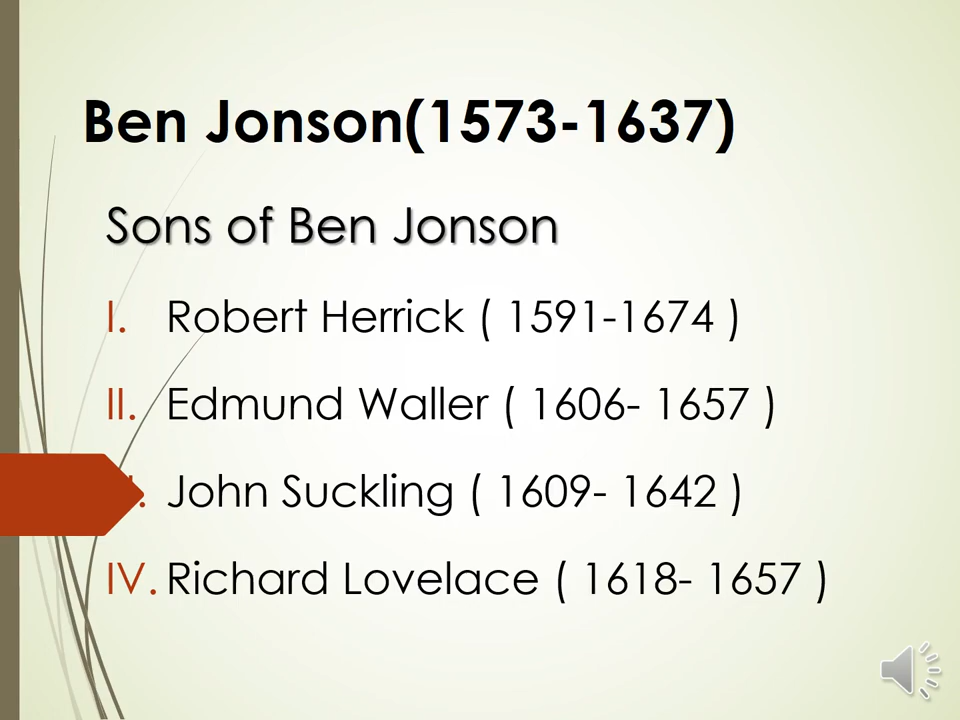 Ben Jonson(1573-1637)
Sons of Ben Jonson
I. Robert Herrick ( 1591-1674 )
II. Edmund Waller ( 1606- 1657 )
John Suckling ( 1609- 1642 )
IV. Richard Lovelace ( 1618- 1657 )